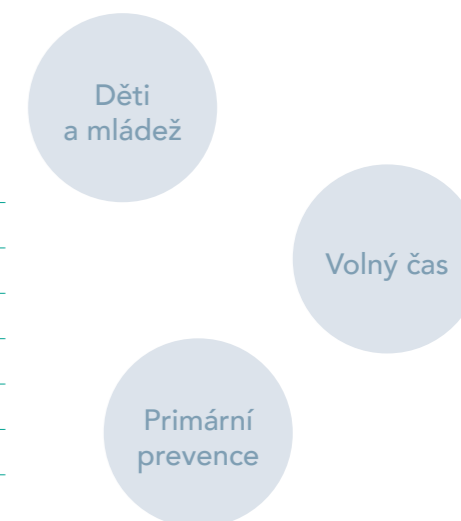 Děti
a mládež
Volný čas
Primární
prevence